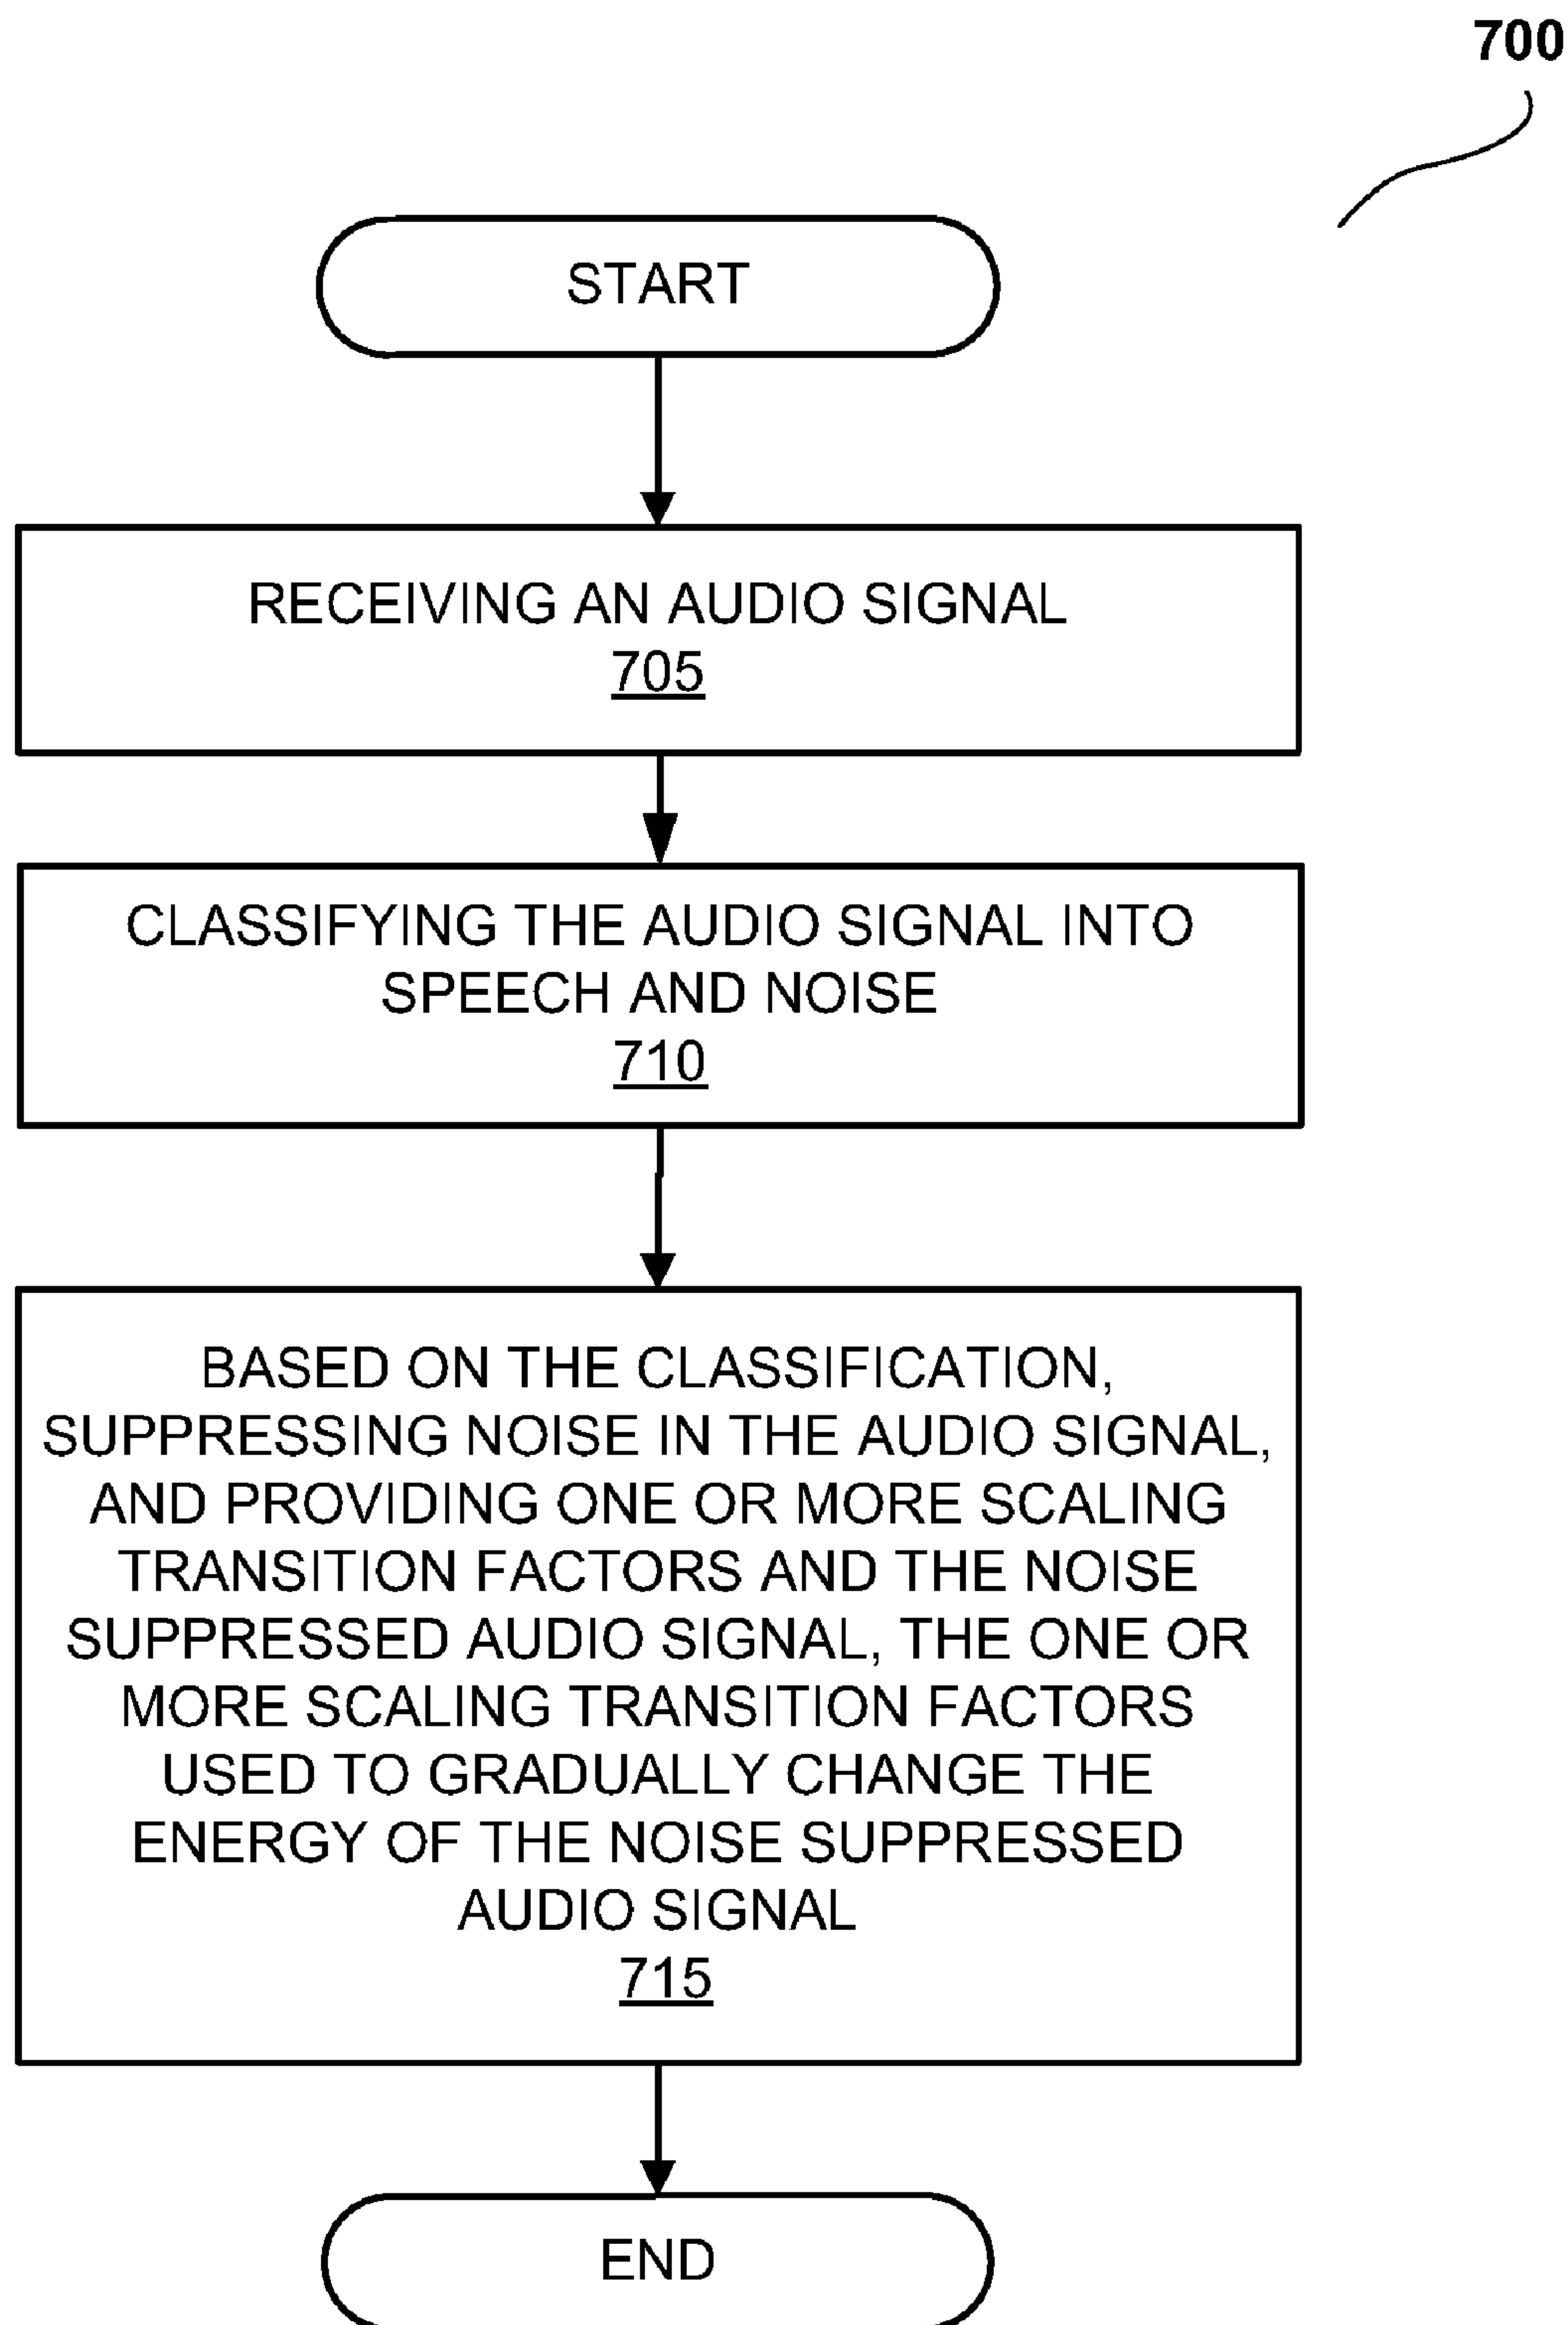 700
START
RECEIVING AN AUDIO SIGNAL
705
CLASSIFYING THE AUDIO SIGNAL INTO
SPEECH AND NOISE
710
BASED ON THE CLASSIFICATION,
SUPPRESSING NOISE IN THE AUDIO SIGNAL,
AND PROVIDING ONE OR MORE SCALING
TRANSITION FACTORS AND THE NOISE
SUPPRESSED AUDIO SIGNAL, THE ONE OR
MORE SCALING TRANSITION FACTORS
USED TO GRADUALLY CHANGE THE
ENERGY OF THE NOISE SUPPRESSED
AUDIO SIGNAL
715
END